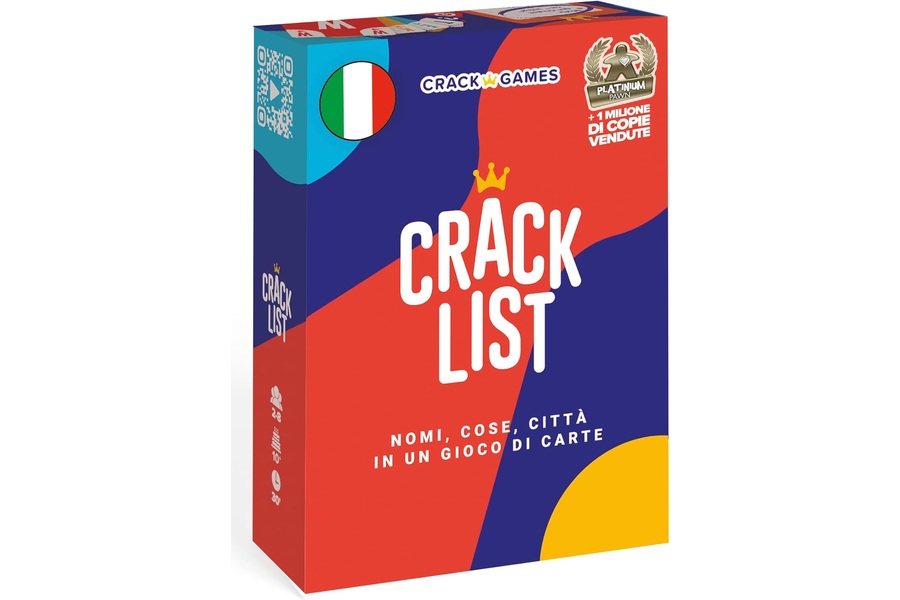 CRACK GAMES
PLATINIUM
PAWN
+ 1 MILIONE
DI COPIE
VENDUTE
CRACK
LIST
NOMI, COSE, CITTÀ
IN UN GIOCO DI CARTE
CRACK
LIST